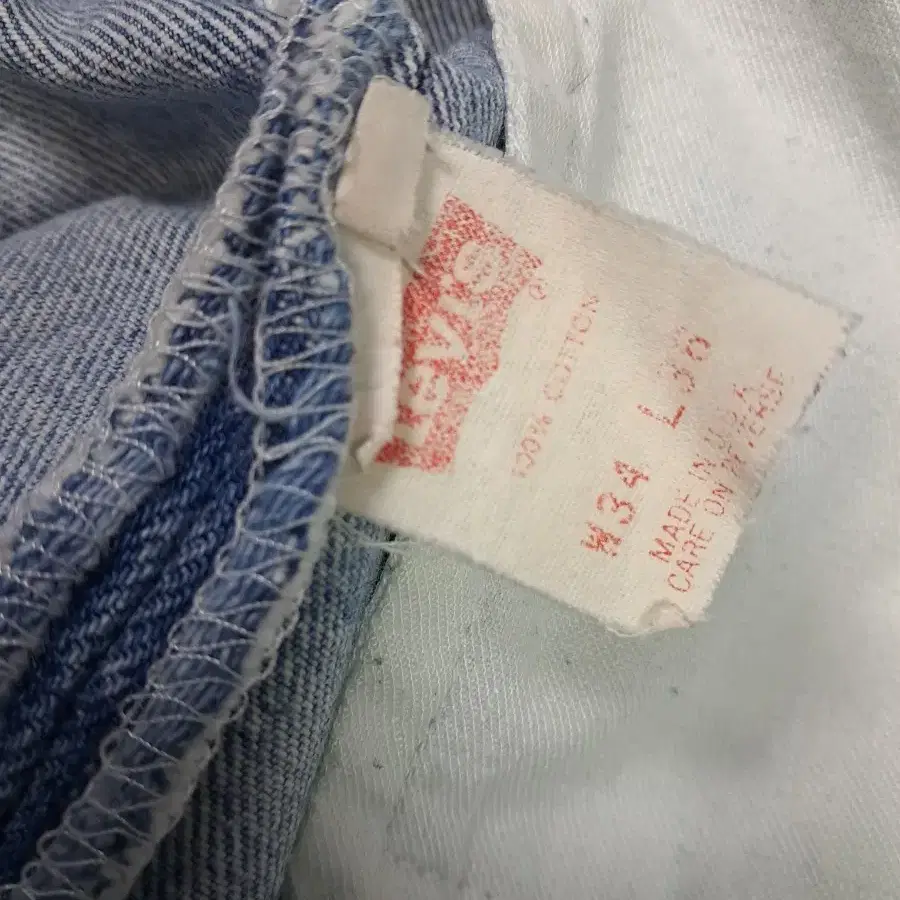 Levi's
®
100% COTTON
W34 L30
MADE IN U.S.A.
CARE ON REVERSE